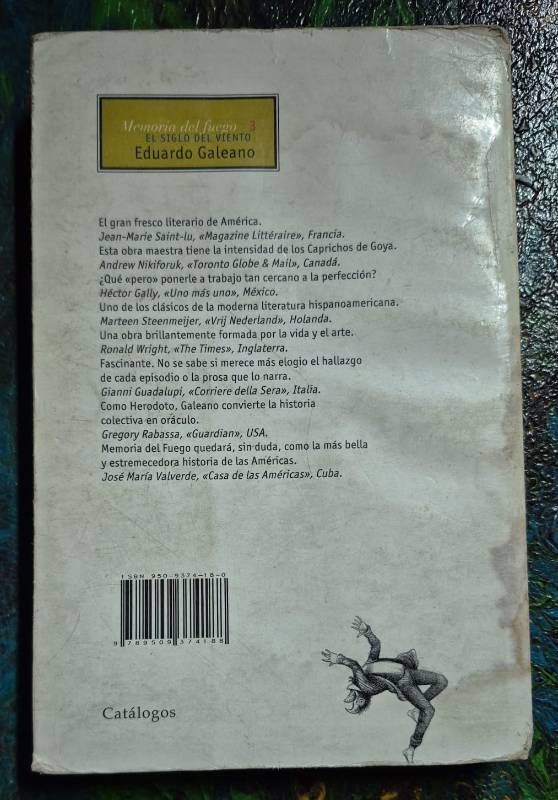 Memoria del fuego 3
EL SIGLO DEL VIENTO
Eduardo Galeano
El gran fresco literario de América.
Jean-Marie Saint-lu, «Magazine Littéraire», Francia.
Esta obra maestra tiene la intensidad de los Caprichos de Goya.
Andrew Nikiforuk, «Toronto Globe & Mail», Canadá.
¿Qué «pero» ponerle a trabajo tan cercano a la perfección?
Héctor Gally, «Uno más uno», México.
Uno de los clásicos de la moderna literatura hispanoamericana.
Marteen Steenmeijer, «Vrij Nederland», Holanda.
Una obra brillantemente formada por la vida y el arte.
Ronald Wright, «The Times», Inglaterra.
Fascinante. No se sabe si merece más elogio el hallazgo
de cada episodio o la prosa que lo narra.
Gianni Guadalupi, «Corriere della Sera», Italia.
Como Herodoto, Galeano convierte la historia
colectiva en oráculo.
Gregory Rabassa, «Guardian», USA.
Memoria del Fuego quedará, sin duda, como la más bella
y estremecedora historia de las Américas.
José María Valverde, «Casa de las Américas», Cuba.
ISBN 950-9374-18-0
9 789509 374188
Catálogos